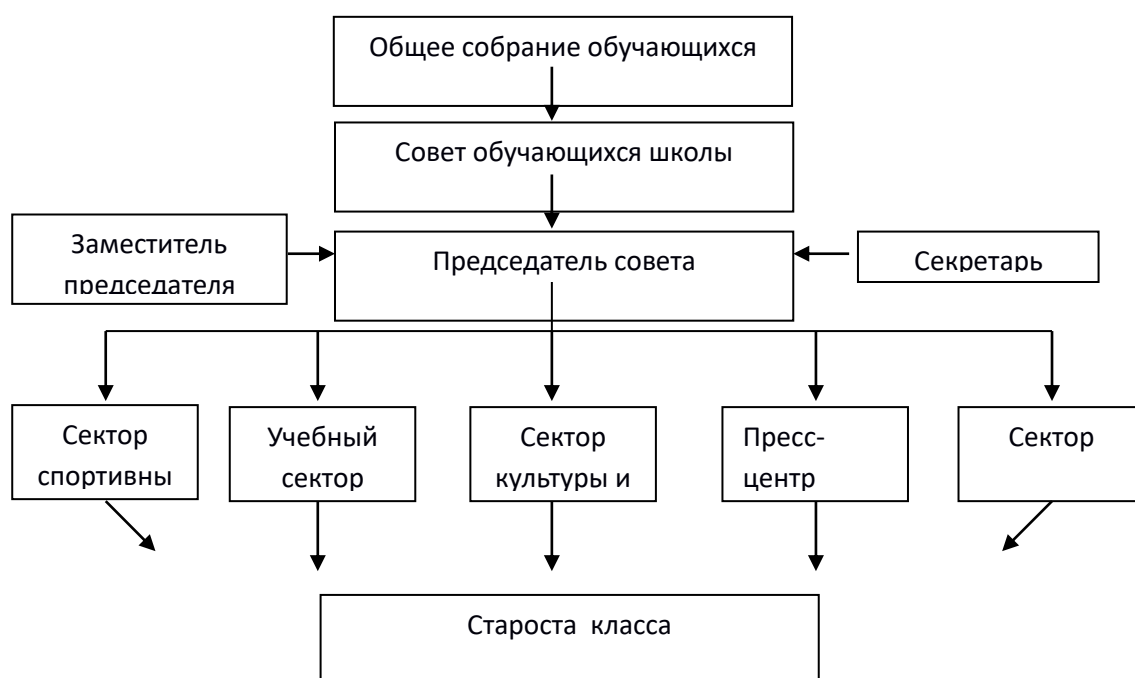 Общее собрание обучающихся
Совет обучающихся школы
Заместитель
председателя
Председатель совета
Секретарь
Сектор
спортивны
Учебный
сектор
Сектор
культуры и
Пресс-
центр
Сектор
Староста класса